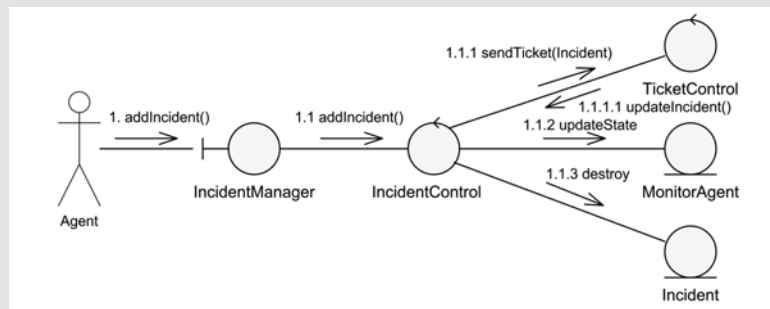 1.1.1 sendTicket(Incident)
TicketControl
1. addIncident()
1.1 addIncident()
1.1.1.1 updateIncident()
1.1.2 updateState
IncidentManager
IncidentControl
MonitorAgent
1.1.3 destroy
Agent
Incident